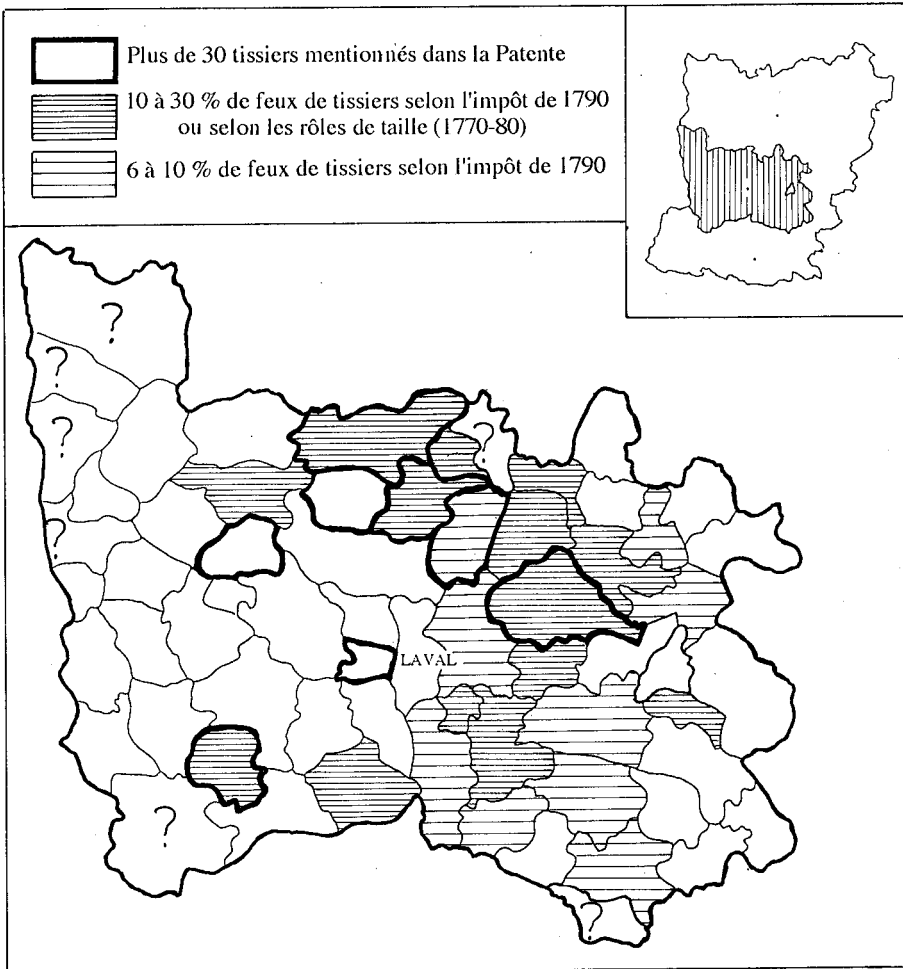 Plus de 30 tissiers mentionnés dans la Patente
10 à 30 % de feux de tissiers selon l'impôt de 1790
ou selon les rôles de taille (1770-80)
6 à 10 % de feux de tissiers selon l'impôt de 1790
?
?
?
?
?
LAVAL
?
?